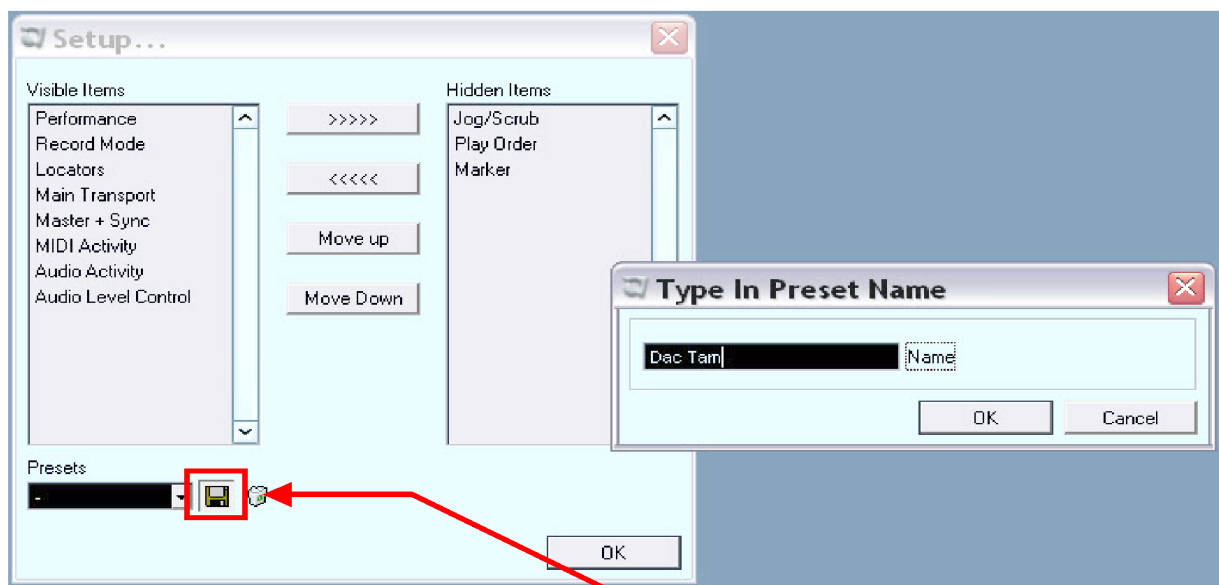 Setup...
Visible Items
Performance
Record Mode
Locators
Main Transport
Master + Sync
MIDI Activity
Audio Activity
Audio Level Control
>>>>>
<<<<<
Move up
Move Down
Hidden Items
Jog/Scrub
Play Order
Marker
Presets
-
OK
Type In Preset Name
Dac Tam
Name
OK
Cancel